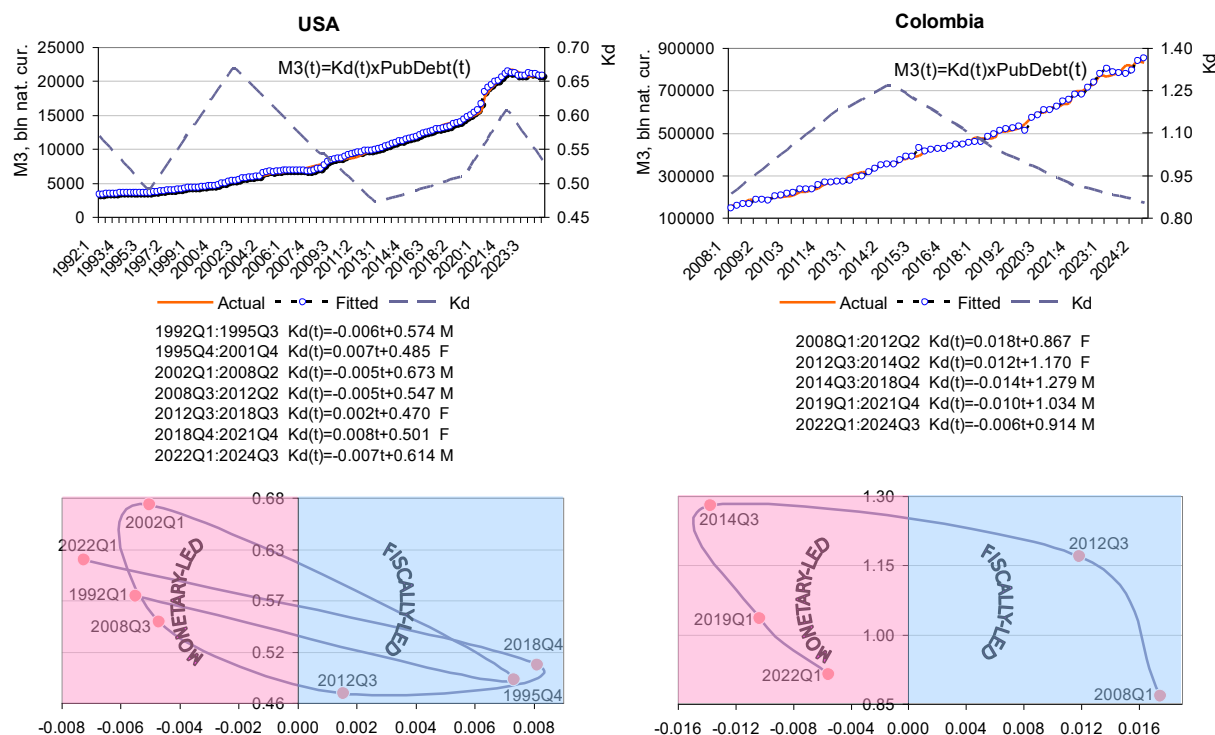 USA
M3, bln nat. cur.
25000
20000
15000
10000
5000
0
M3(t)=Kd(t)xPubDebt(t)
0.70
0.65
0.60
0.55
0.50
0.45
Kd
1992:1
1993:4
1995:3
1997:2
1999:1
2000:4
2002:3
2004:2
2006:1
2007:4
2009:3
2011:2
2013:1
2014:4
2016:3
2018:2
2020:1
2021:4
2023:3
Actual Fitted Kd
1992Q1:1995Q3 Kd(t)=-0.006t+0.574 M
1995Q4:2001Q4 Kd(t)=0.007t+0.485 F
2002Q1:2008Q2 Kd(t)=-0.005t+0.673 M
2008Q3:2012Q2 Kd(t)=-0.005t+0.547 M
2012Q3:2018Q3 Kd(t)=0.002t+0.470 F
2018Q4:2021Q4 Kd(t)=0.008t+0.501 F
2022Q1:2024Q3 Kd(t)=-0.007t+0.614 M
0.68
0.63
0.57
0.52
0.46
2002Q1
2022Q1
1992Q1
2008Q3
2012Q3
2018Q4
1995Q4
MONETARY-LED
FISCALLY-LED
-0.008 -0.006 -0.004 -0.002 0.000 0.002 0.004 0.006 0.008
Colombia
M3, bln nat. cur.
900000
700000
500000
300000
100000
M3(t)=Kd(t)xPubDebt(t)
1.40
1.25
1.10
0.95
0.80
Kd
2008:1
2009:2
2010:3
2011:4
2013:1
2014:2
2015:3
2016:4
2018:1
2019:2
2020:3
2021:4
2023:1
2024:2
Actual Fitted Kd
2008Q1:2012Q2 Kd(t)=0.018t+0.867 F
2012Q3:2014Q2 Kd(t)=0.012t+1.170 F
2014Q3:2018Q4 Kd(t)=-0.014t+1.279 M
2019Q1:2021Q4 Kd(t)=-0.010t+1.034 M
2022Q1:2024Q3 Kd(t)=-0.006t+0.914 M
1.30
1.15
1.00
0.85
2014Q3
2012Q3
2019Q1
2022Q1
2008Q1
MONETARY-LED
FISCALLY-LED
-0.016 -0.012 -0.008 -0.004 0.000 0.004 0.008 0.012 0.016